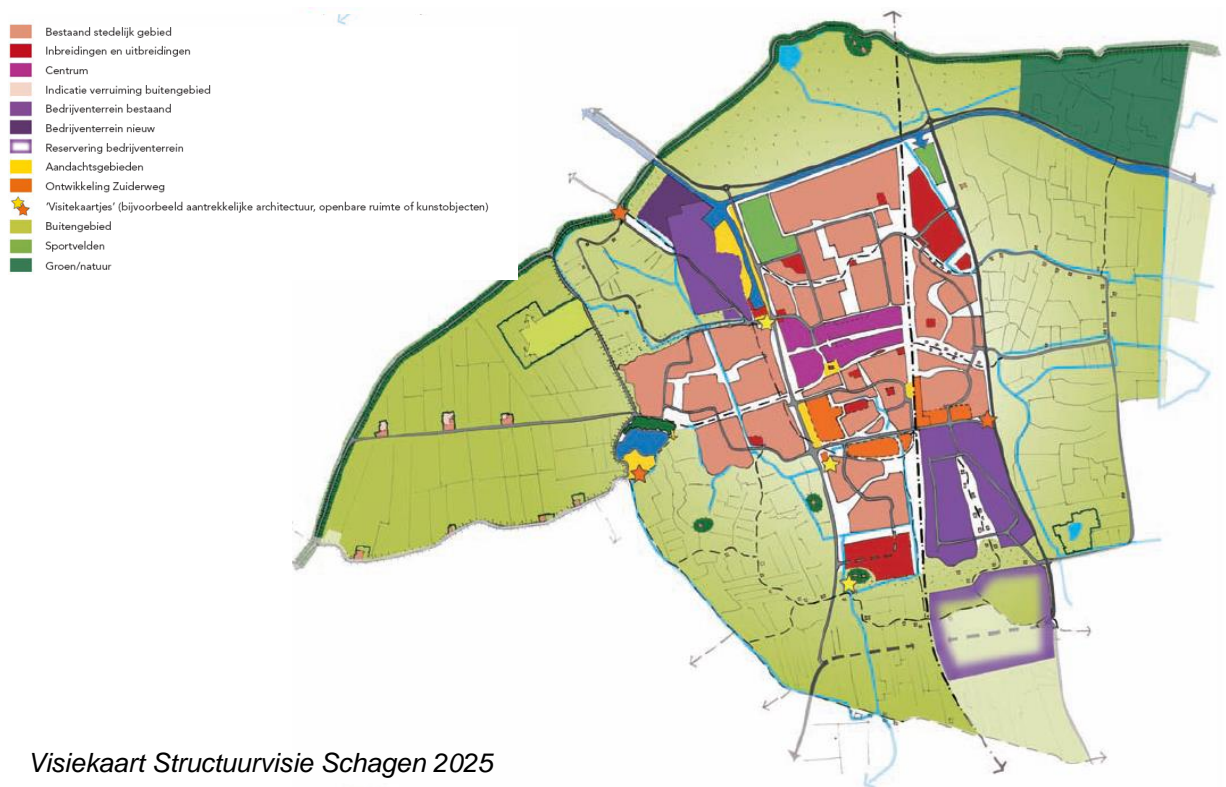 Bestaand stedelijk gebied
Inbreidingen en uitbreidingen
Centrum
Indicatie verruiming buitengebied
Bedrijventerrein bestaand
Bedrijventerrein nieuw
Reservering bedrijventerrein
Aandachtsgebieden
Ontwikkeling Zuiderweg
'Visitekaartjes' (bijvoorbeeld aantrekkelijke architectuur, openbare ruimte of kunstobjecten)
Buitengebied
Sportvelden
Groen/natuur
Visiekaart Structuurvisie Schagen 2025